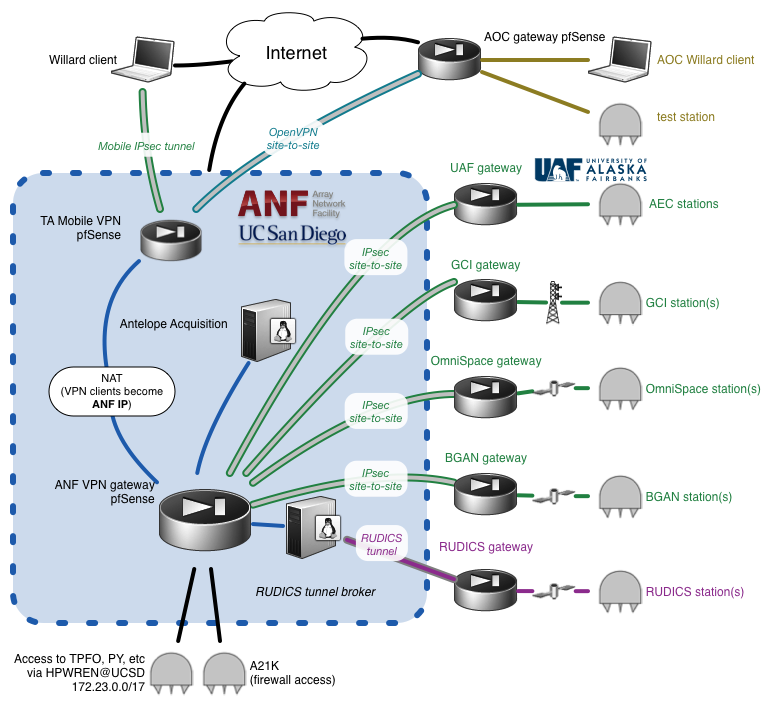 Internet
Willard client
AOC gateway pfSense
AOC Willard client
test station
Mobile IPsec tunnel
OpenVPN
site-to-site
UAF gateway
UAF
UNIVERSITY OF
ALASKA
FAIRBANKS
ANF
Array
Network
Facility
UC San Diego
TA Mobile VPN
pfSense
AEC stations
IPsec
site-to-site
GCI gateway
GCI station(s)
Antelope Acquisition
IPsec
site-to-site
OmniSpace gateway
OmniSpace station(s)
NAT
(VPN clients become
ANF IP)
IPsec
site-to-site
BGAN gateway
BGAN station(s)
ANF VPN gateway
pfSense
IPsec
site-to-site
RUDICS
tunnel
RUDICS gateway
RUDICS station(s)
RUDICS tunnel broker
Access to TPFO, PY, etc
via HPWREN@UCSD
172.23.0.0/17
A21K
(firewall access)